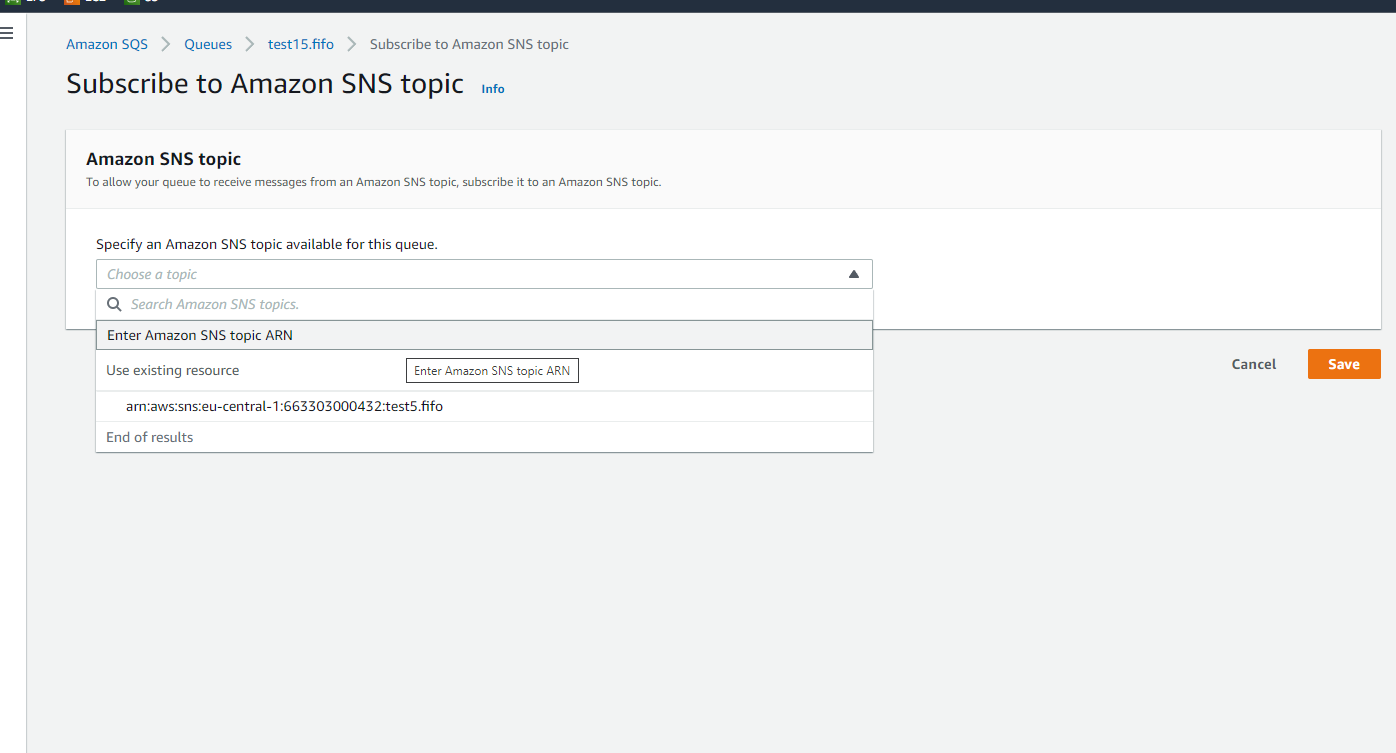 Amazon SQS > Queues > test15.fifo > Subscribe to Amazon SNS topic
Subscribe to Amazon SNS topic Info
Amazon SNS topic
To allow your queue to receive messages from an Amazon SNS topic, subscribe it to an Amazon SNS topic.
Specify an Amazon SNS topic available for this queue.
Choose a topic
Search Amazon SNS topics.
Enter Amazon SNS topic ARN
Use existing resource
Enter Amazon SNS topic ARN
arn:aws:sns:eu-central-1:663303000432:test5.fifo
End of results
Cancel
Save